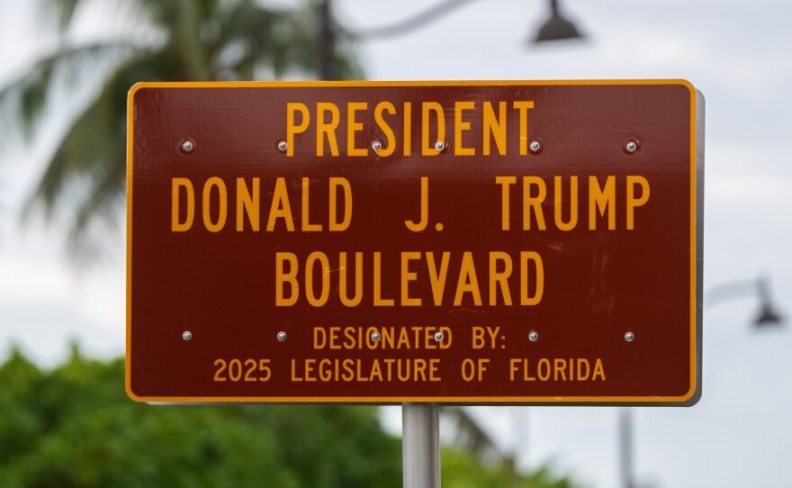 PRESIDENT
DONALD J. TRUMP
BOULEVARD
DESIGNATED BY:
2025 LEGISLATURE OF FLORIDA